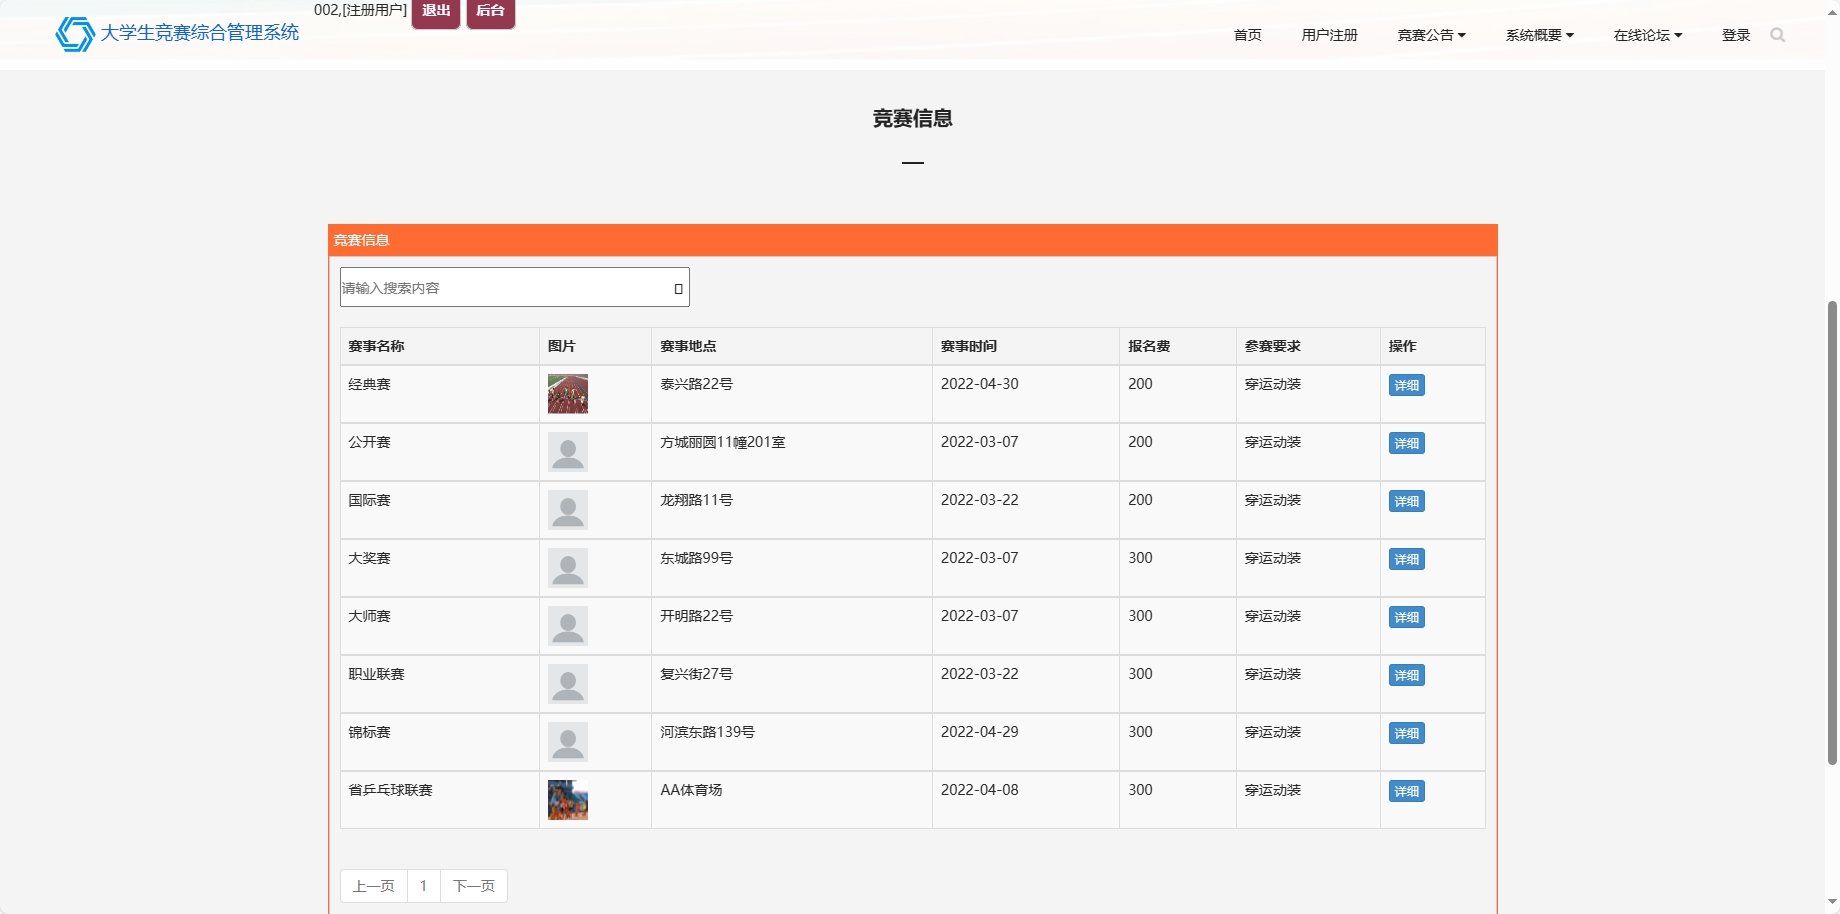 002,[注册用户] 退出 后台
大学生竞赛综合管理系统 首页 用户注册 竞赛公告 系统概要 在线论坛 登录
竞赛信息
竞赛信息
请输入搜索内容
赛事名称 图片 赛事地点 赛事时间 报名费 参赛要求 操作
经典赛 泰兴路22号 2022-04-30 200 穿运动装 详细
公开赛 方城丽圆11幢201室 2022-03-07 200 穿运动装 详细
国际赛 龙翔路11号 2022-03-22 200 穿运动装 详细
大奖赛 东城路99号 2022-03-07 300 穿运动装 详细
大师赛 开明路22号 2022-03-07 300 穿运动装 详细
职业联赛 复兴街27号 2022-03-22 300 穿运动装 详细
锦标赛 河滨东路139号 2022-04-29 300 穿运动装 详细
省乒乓球联赛 AA体育场 2022-04-08 300 穿运动装 详细
上一页 1 下一页